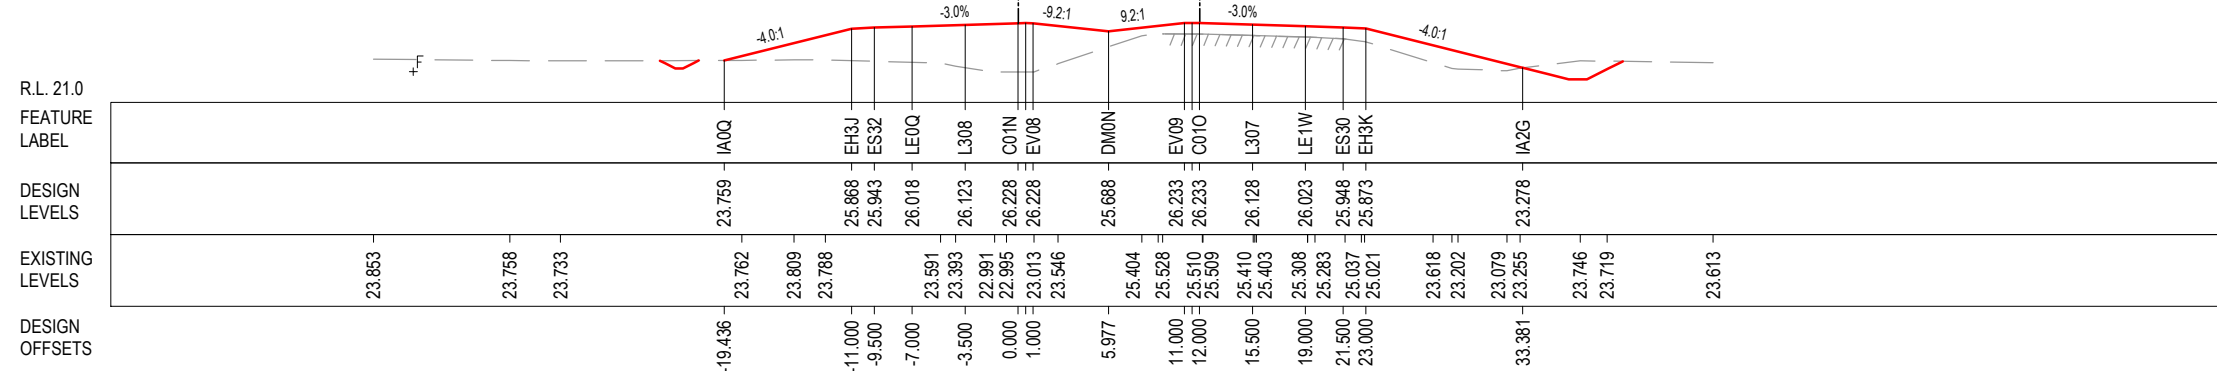 -4.0:1 -3.0% -9.2:1 9.2:1 -3.0% -4.0:1
F
R.L. 21.0
FEATURE
LABEL
IA0Q EH3J ES32 LE0Q L308 C01N EV08 DM0N EV09 C01O L307 LE1W ES30 EH3K IA2G
DESIGN
LEVELS
23.759 25.868 25.943 26.018 26.123 26.228 26.228 25.688 26.233 26.233 26.128 26.023 25.948 25.873 23.278
EXISTING
LEVELS
23.853 23.758 23.733 23.762 23.809 23.788 23.591 23.393 22.991 22.995 23.013 23.546 25.404 25.528 25.510 25.509 25.410 25.403 25.308 25.283 25.037 25.021 23.618 23.202 23.079 23.255 23.746 23.719 23.613
DESIGN
OFFSETS
-19.436 -11.000 -9.500 -7.000 -3.500 0.000 1.000 5.977 11.000 12.000 15.500 19.000 21.500 23.000 33.381